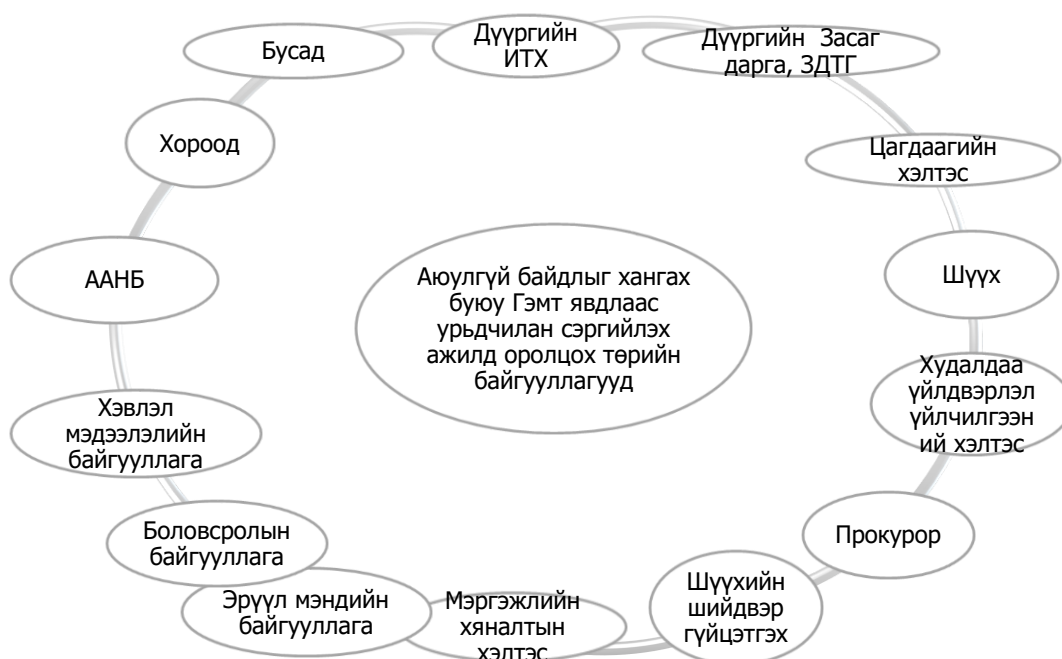 Бусад
Дүүргийн
ИТХ
Дүүргийн Засаг
дарга, ЗДТГ
Хороод
Цагдаагийн
хэлтэс
ААНБ
Аюулгүй байдлыг хангах
буюу Гэмт явдлаас
урьдчилан сэргийлэх
ажилд оролцох төрийн
байгууллагууд
Шүүх
Худалдаа
үйлдвэрлэл
үйлчилгээн
ий хэлтэс
Хэвлэл
мэдээлэлийн
байгууллага
Боловсролын
байгууллага
Прокурор
Эрүүл мэндийн
байгууллага
Мэргэжлийн
хяналтын
хэлтэс
Шүүхийн
шийдвэр
гүйцэтгэх